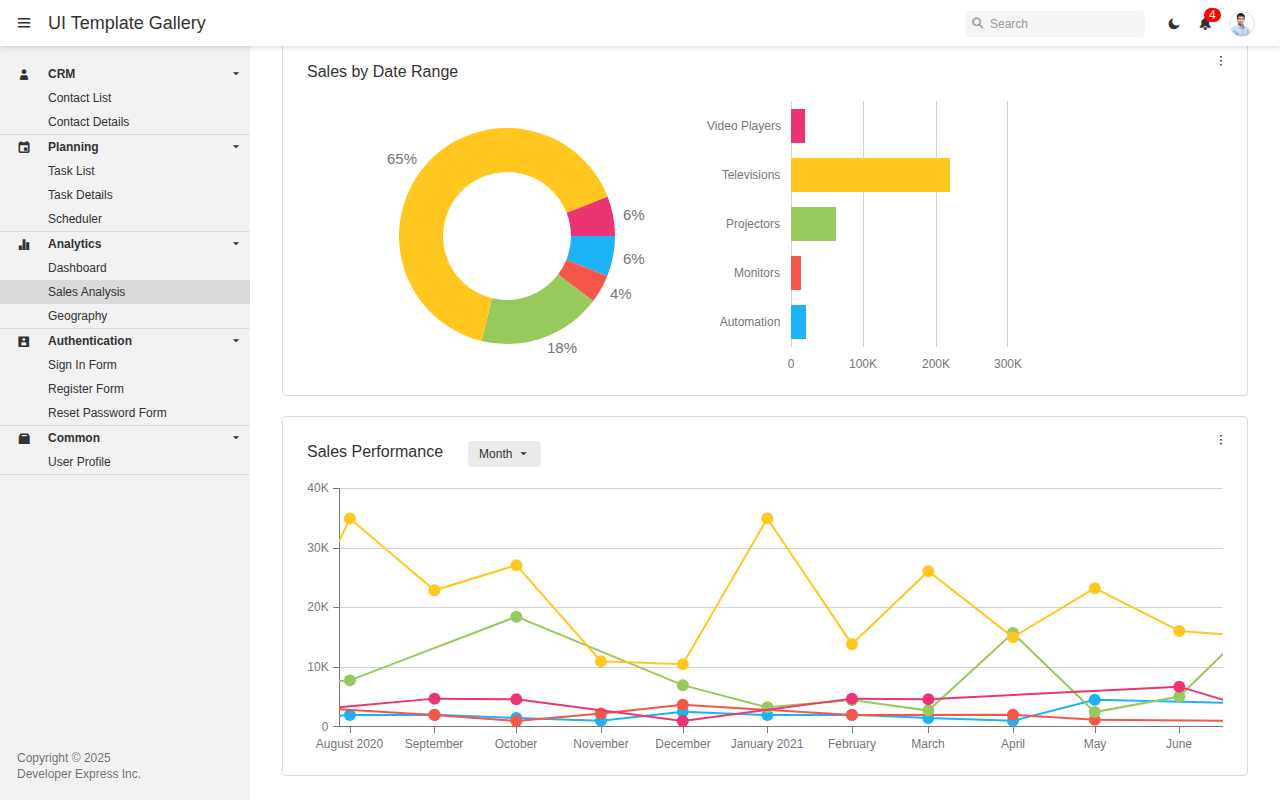 UI Template Gallery
Search
4
CRM
Contact List
Contact Details
Planning
Task List
Task Details
Scheduler
Analytics
Dashboard
Sales Analysis
Geography
Authentication
Sign In Form
Register Form
Reset Password Form
Common
User Profile
Copyright © 2025
Developer Express Inc.
Sales by Date Range
65%
6%
6%
4%
18%
Video Players
Televisions
Projectors
Monitors
Automation
0 100K 200K 300K
Sales Performance
Month
40K
30K
20K
10K
0
August 2020 September October November December January 2021 February March April May June